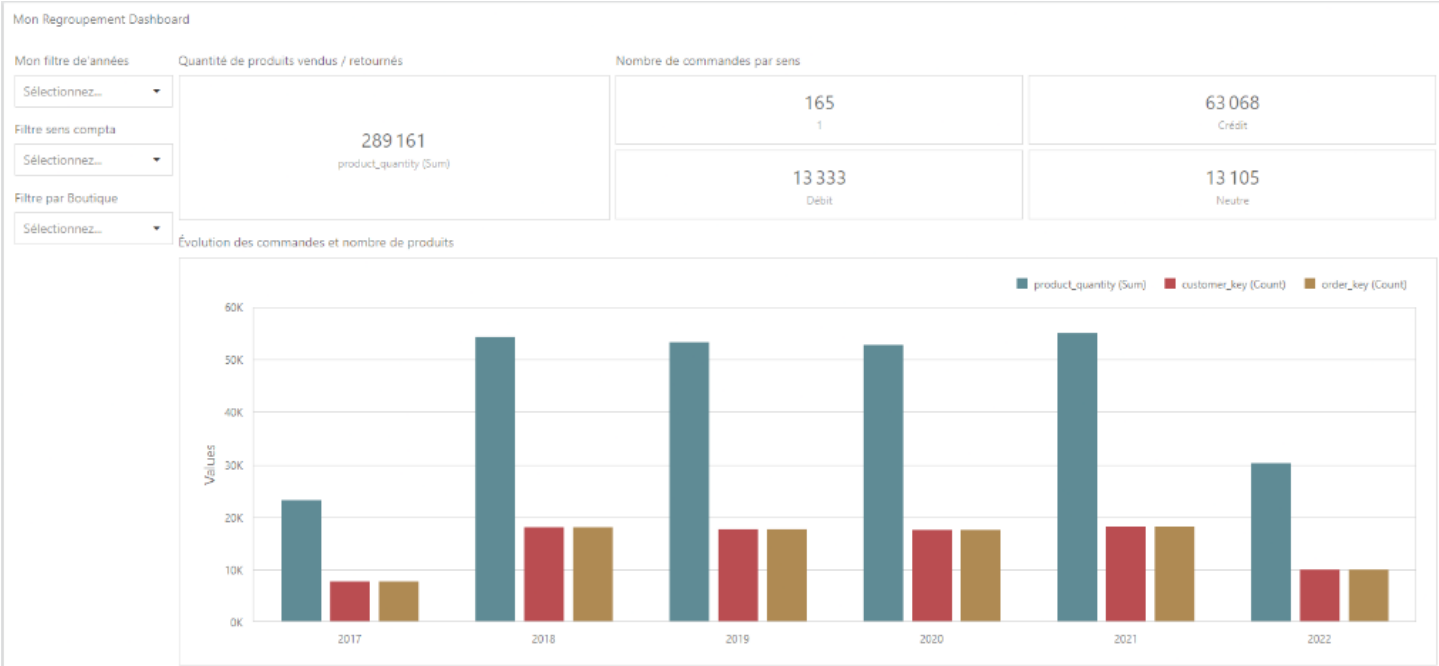 Mon Regroupement Dashboard
Mon filtre de'années
Sélectionnez...
Filtre sens compta
Sélectionnez...
Filtre par Boutique
Sélectionnez...
Quantité de produits vendus / retournés
289 161
product_quantity (Sum)
Nombre de commandes par sens
165
1
63 068
Crédit
13 333
Débit
13 105
Neutre
Évolution des commandes et nombre de produits
product_quantity (Sum) customer_key (Count) order_key (Count)
Values
60K
50K
40K
30K
20K
10K
0K
2017 2018 2019 2020 2021 2022